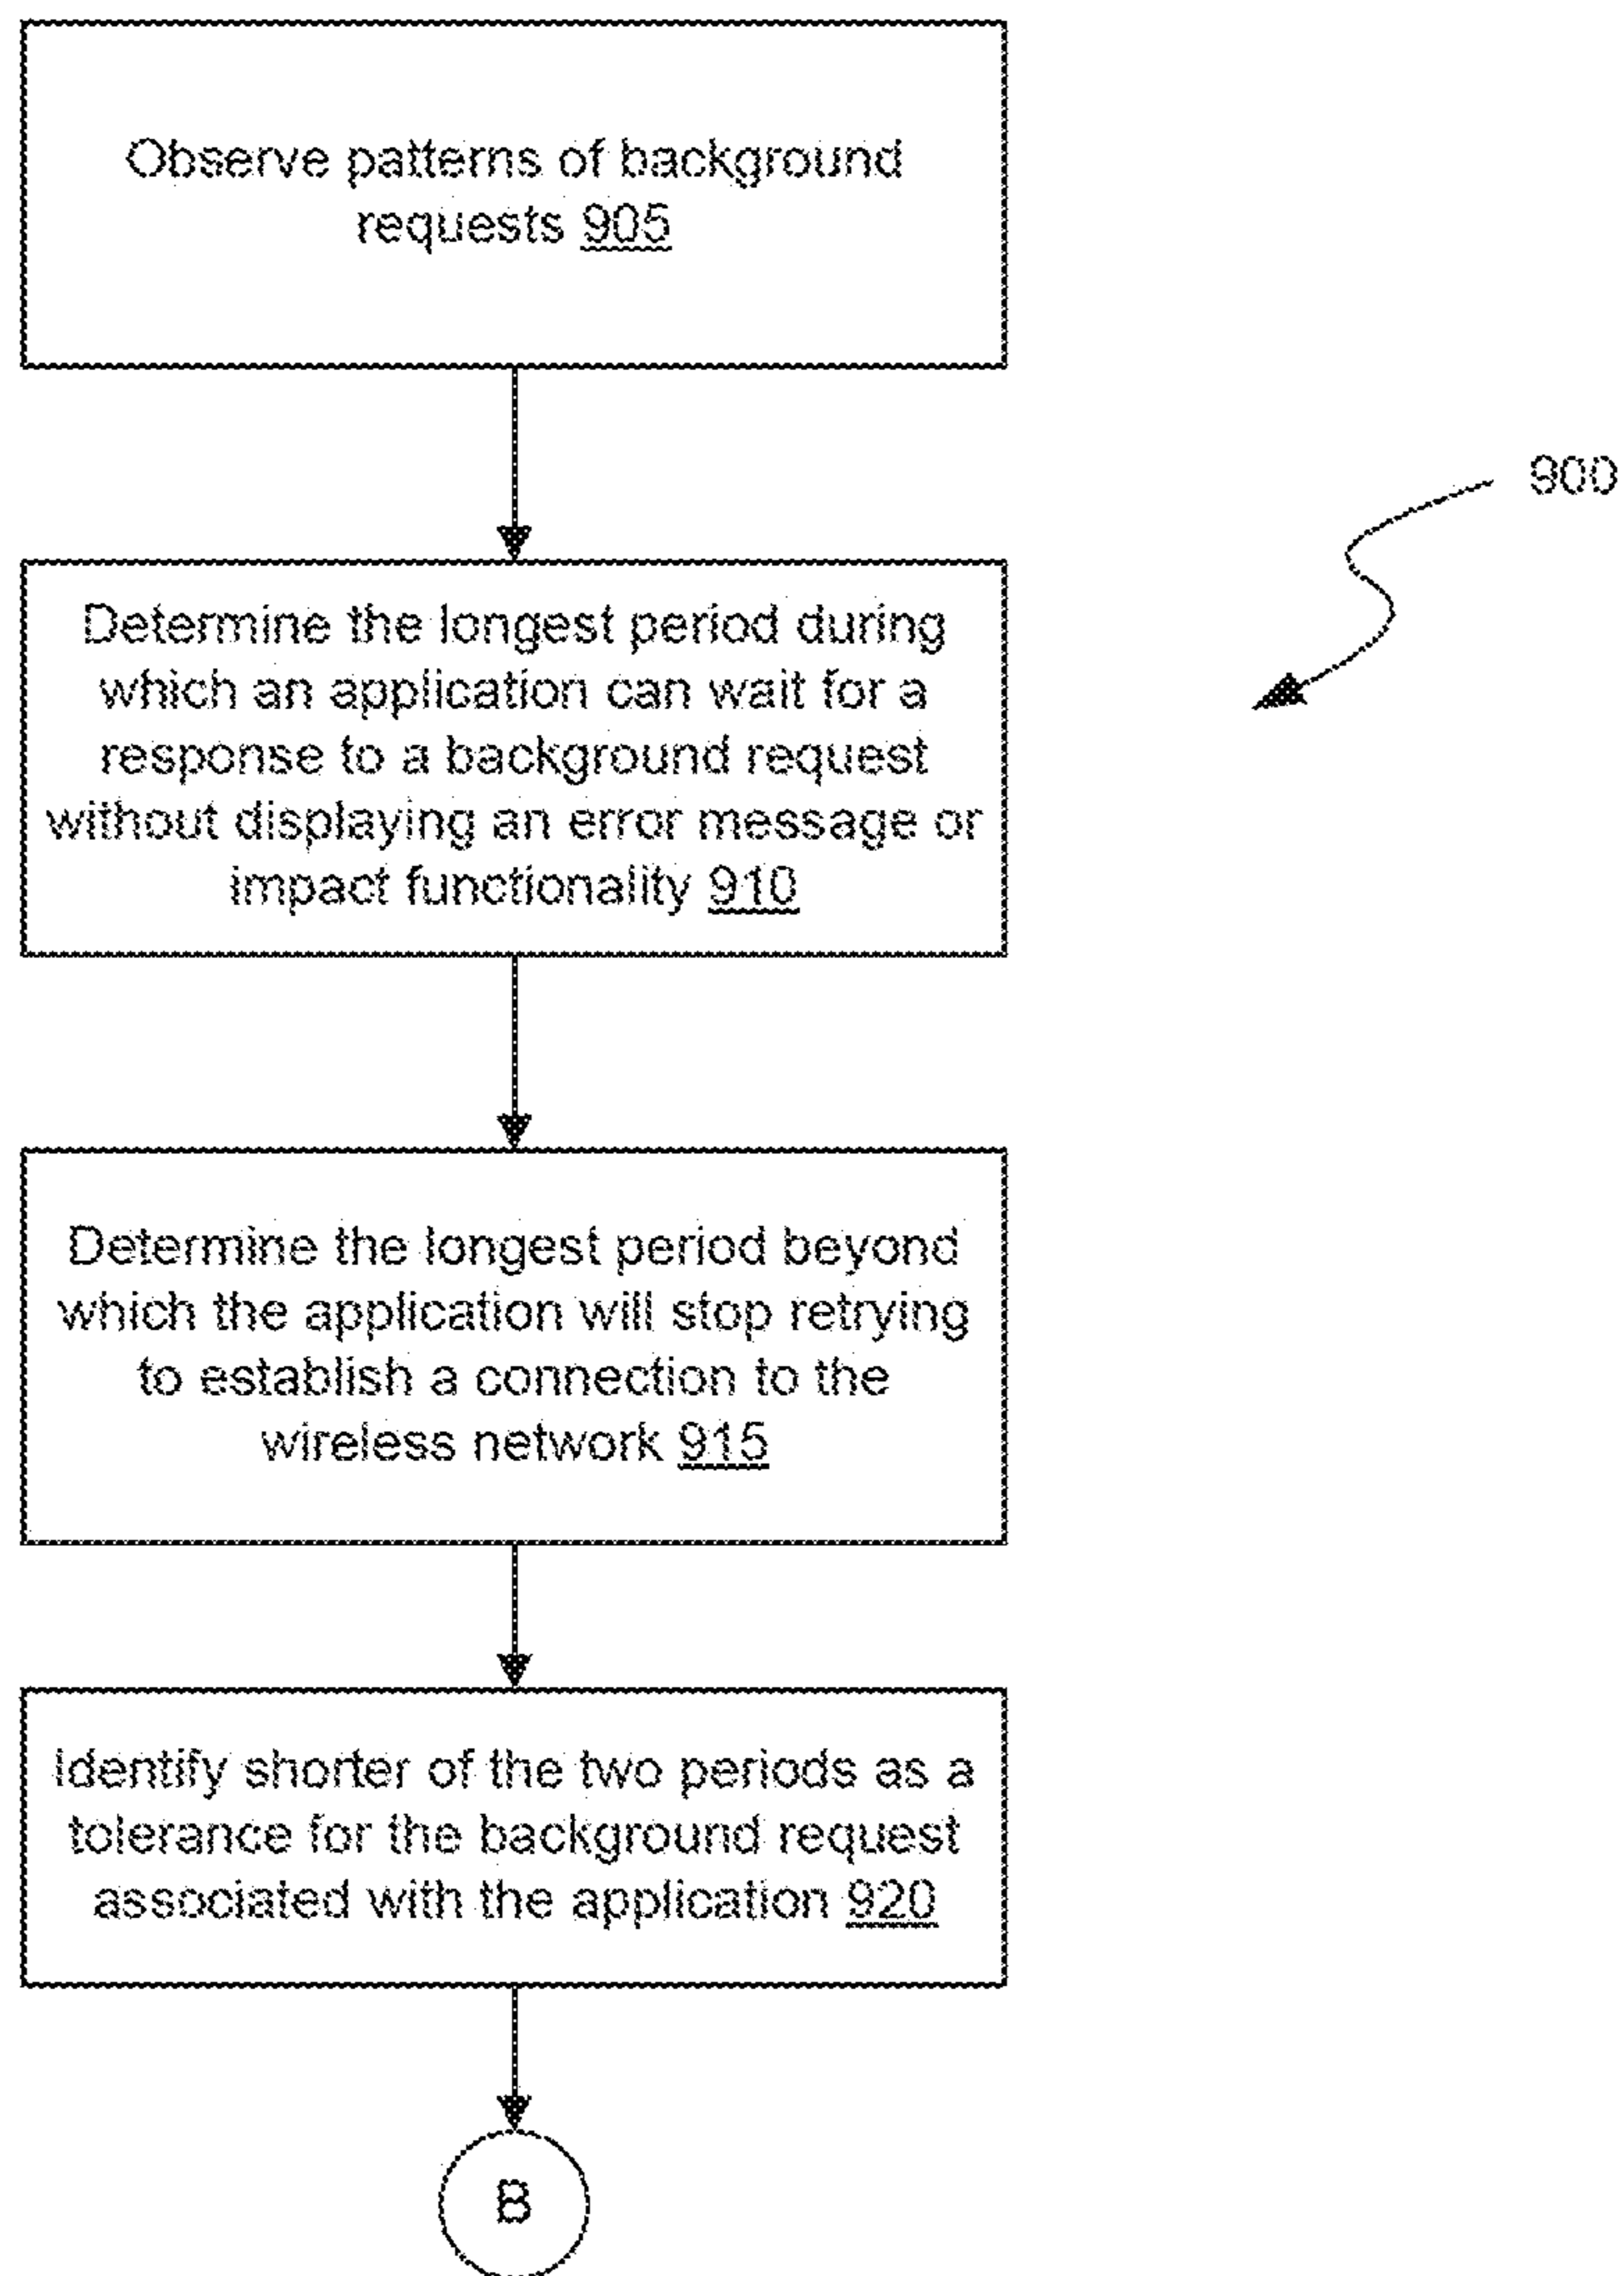 Observe patterns of background
requests 905
900
Determine the longest period during
which an application can wait for a
response to a background request
without displaying an error message or
impact functionality 910
Determine the longest period beyond
which the application will stop retrying
to establish a connection to the
wireless network 915
Identify shorter of the two periods as a
tolerance for the background request
associated with the application 920
B